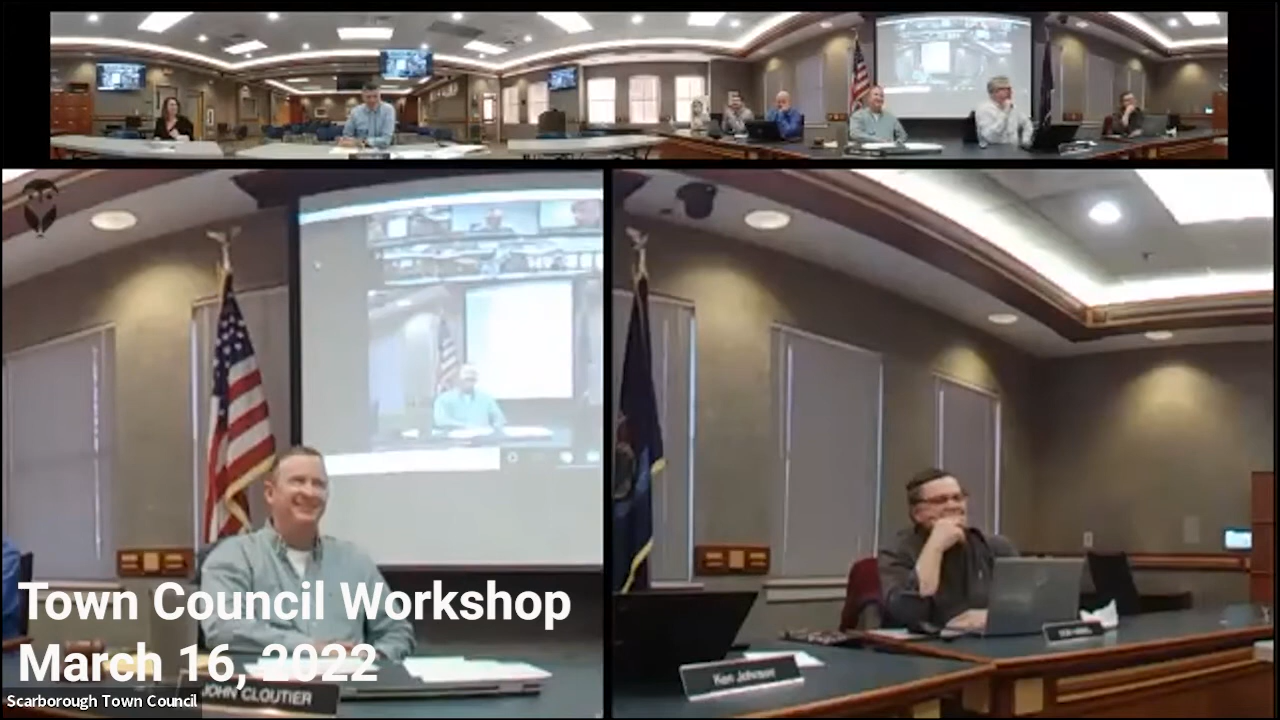 Town Council Workshop
March 16, 2022
JOHN CLOUTIER
Scarborough Town Council
Ken Johnson